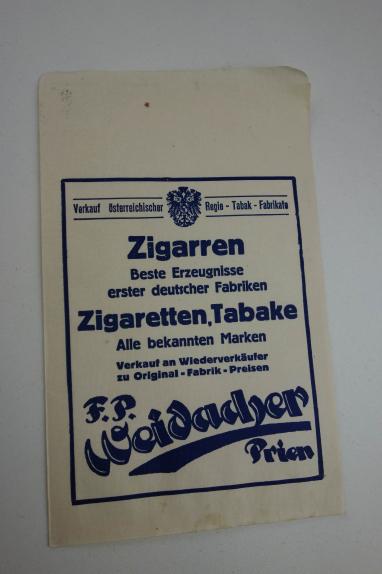 Verkauf österreichischer Regie - Tabak - Fabrikate
Zigarren
Beste Erzeugnisse
erster deutscher Fabriken
Zigaretten, Tabake
Alle bekannten Marken
Verkauf an Wiederverkäufer
zu Original - Fabrik - Preisen
F. P.
Weidacher
Prien